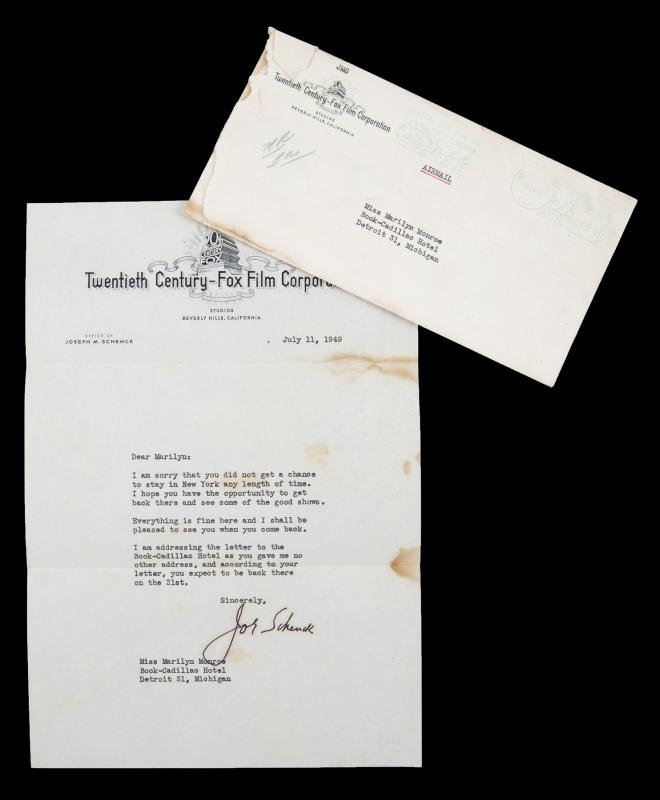 JMS
Twentieth Century-Fox Film Corporation
STUDIOS
BEVERLY HILLS, CALIFORNIA
AIRMAIL
Miss Marilyn Monroe
Book-Cadillac Hotel
Detroit 31, Michigan
20
CENTURY
FOX
Twentieth Century-Fox Film Corpora
STUDIOS
BEVERLY HILLS, CALIFORNIA
OFFICE OF
JOSEPH M. SCHENCK
. July 11, 1949
Dear Marilyn:
I am sorry that you did not get a chance
to stay in New York any length of time.
I hope you have the opportunity to get
back there and see some of the good shows.
Everything is fine here and I shall be
pleased to see you when you come back.
I am addressing the letter to the
Book-Cadillac Hotel as you gave me no
other address, and according to your
letter, you expect to be back there
on the 21st.
Sincerely,
Joe Schenck
Miss Marilyn Monroe
Book-Cadillac Hotel
Detroit 31, Michigan